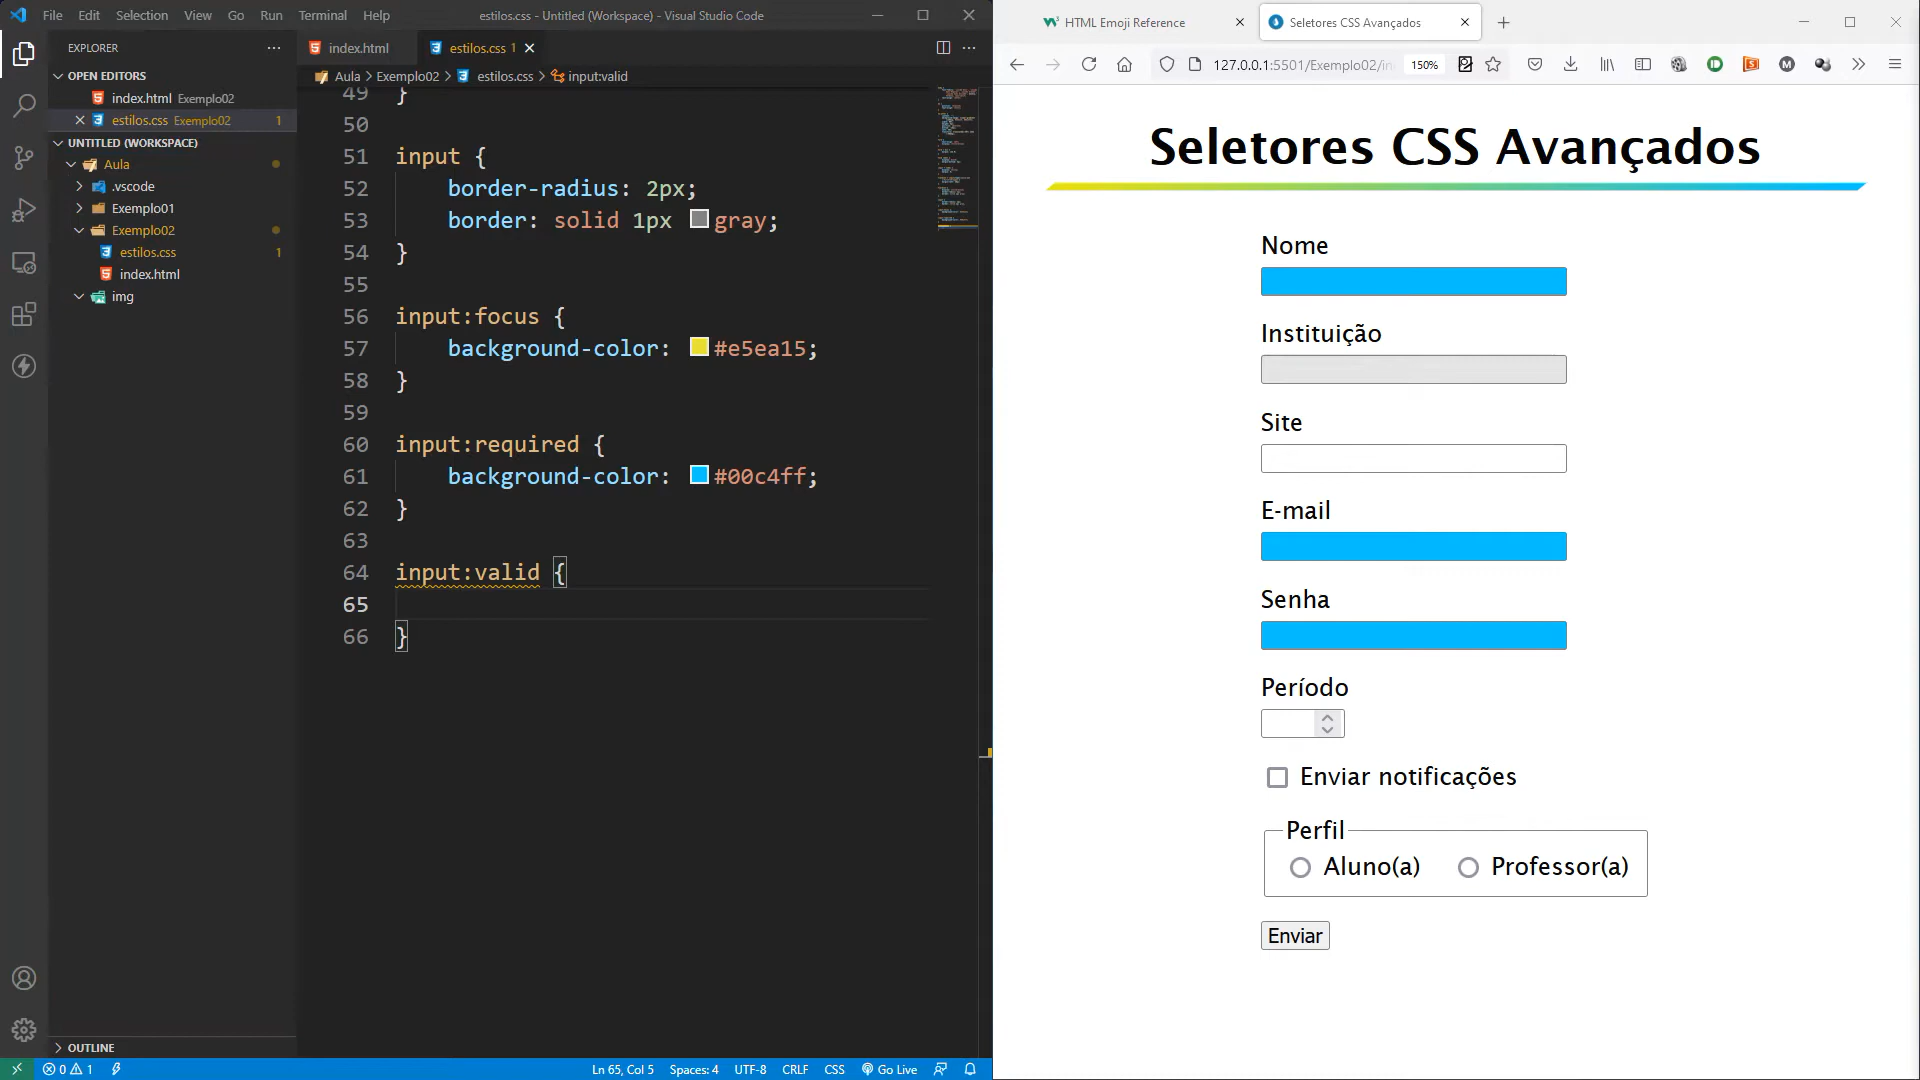 File Edit Selection View Go Run Terminal Help
estilos.css - Untitled (Workspace) - Visual Studio Code
EXPLORER
OPEN EDITORS
index.html Exemplo02
estilos.css Exemplo02 1
UNTITLED (WORKSPACE)
Aula
.vscode
Exemplo01
Exemplo02
estilos.css 1
index.html
img
OUTLINE
index.html
estilos.css 1
Aula > Exemplo02 > estilos.css > input:valid
49 }
50
51 input {
52 border-radius: 2px;
53 border: solid 1px gray;
54 }
55
56 input:focus {
57 background-color: #e5ea15;
58 }
59
60 input:required {
61 background-color: #00c4ff;
62 }
63
64 input:valid {
65
66 }
0 1
Ln 65, Col 5 Spaces: 4 UTF-8 CRLF CSS Go Live
HTML Emoji Reference
Seletores CSS Avançados
127.0.0.1:5501/Exemplo02/in
150%
Seletores CSS Avançados
Nome
Instituição
Site
E-mail
Senha
Período
Enviar notificações
Perfil
Aluno(a) Professor(a)
Enviar